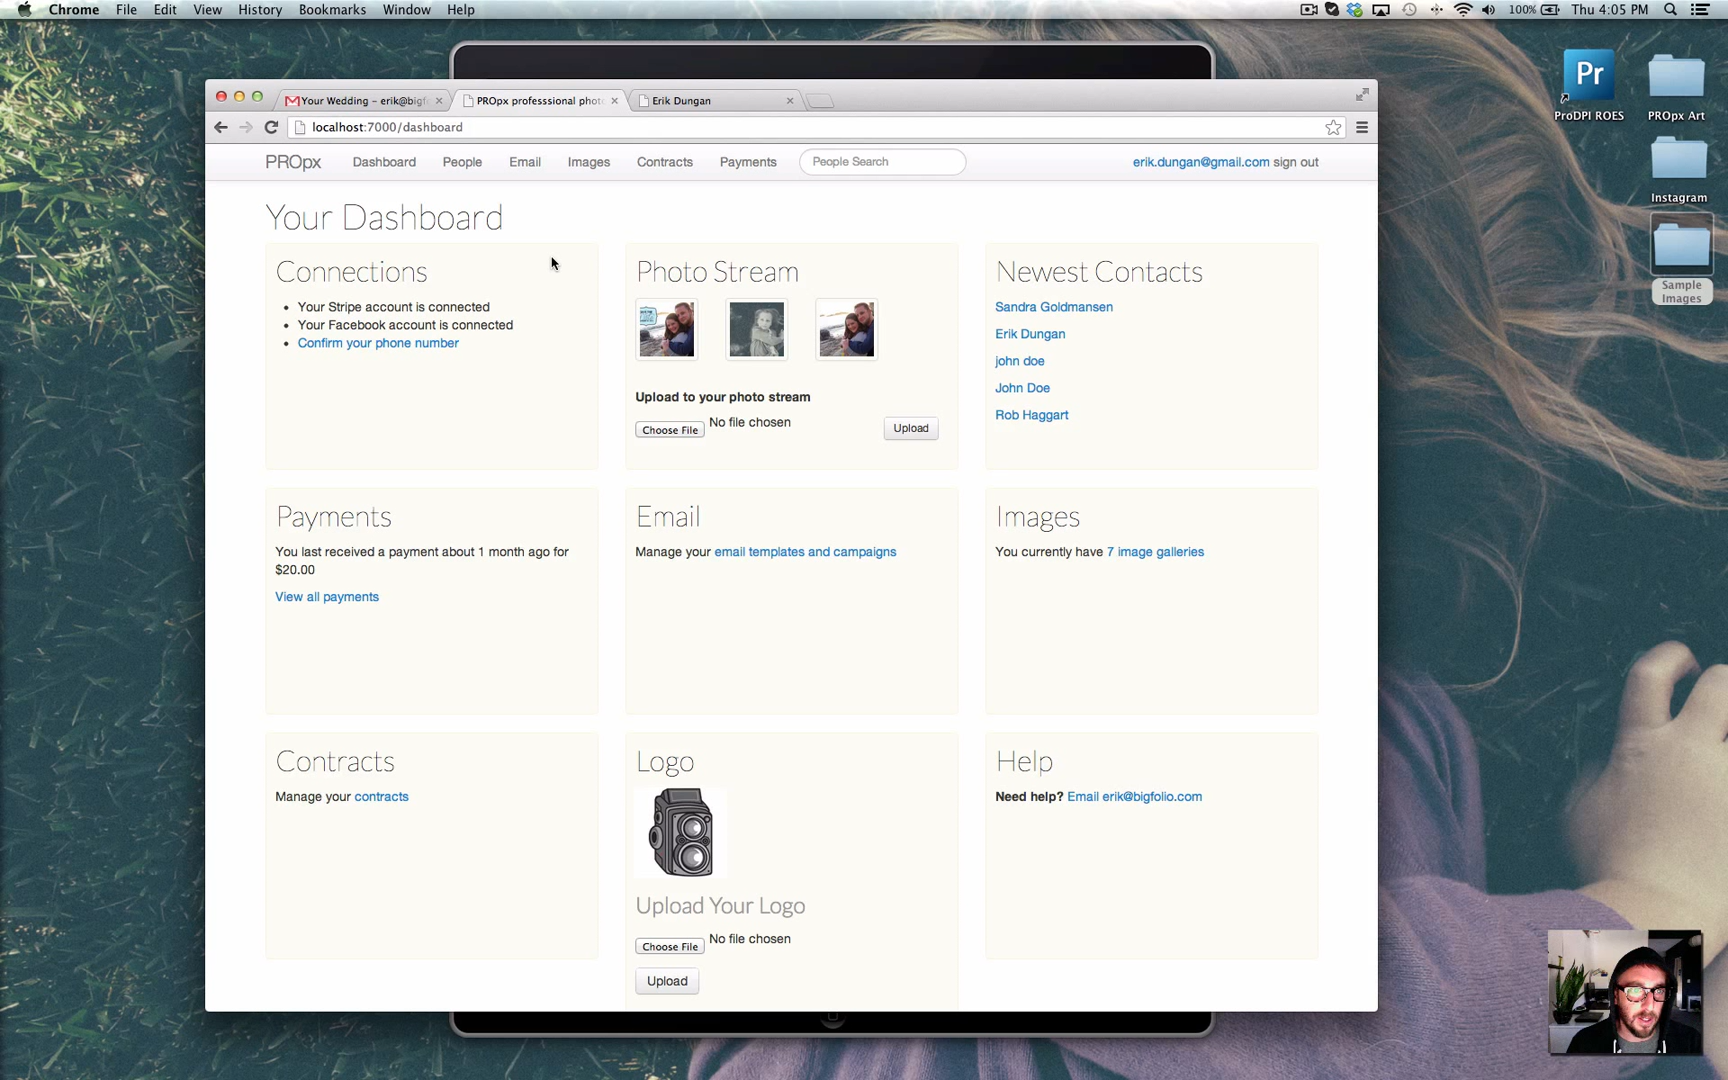 Chrome File Edit View History Bookmarks Window Help
100% Thu 4:05 PM
Pr
ProDPI ROES
PROpx Art
Instagram
Sample
Images
Your Wedding – erik@bigf
PROpx professsional phot
Erik Dungan
localhost:7000/dashboard
PROpx Dashboard People Email Images Contracts Payments People Search erik.dungan@gmail.com sign out
Your Dashboard
Connections
Your Stripe account is connected
Your Facebook account is connected
Confirm your phone number
Photo Stream
Upload to your photo stream
Choose File No file chosen Upload
Newest Contacts
Sandra Goldmansen
Erik Dungan
john doe
John Doe
Rob Haggart
Payments
You last received a payment about 1 month ago for
$20.00
View all payments
Email
Manage your email templates and campaigns
Images
You currently have 7 image galleries
Contracts
Manage your contracts
Logo
Upload Your Logo
Choose File No file chosen
Upload
Help
Need help? Email erik@bigfolio.com